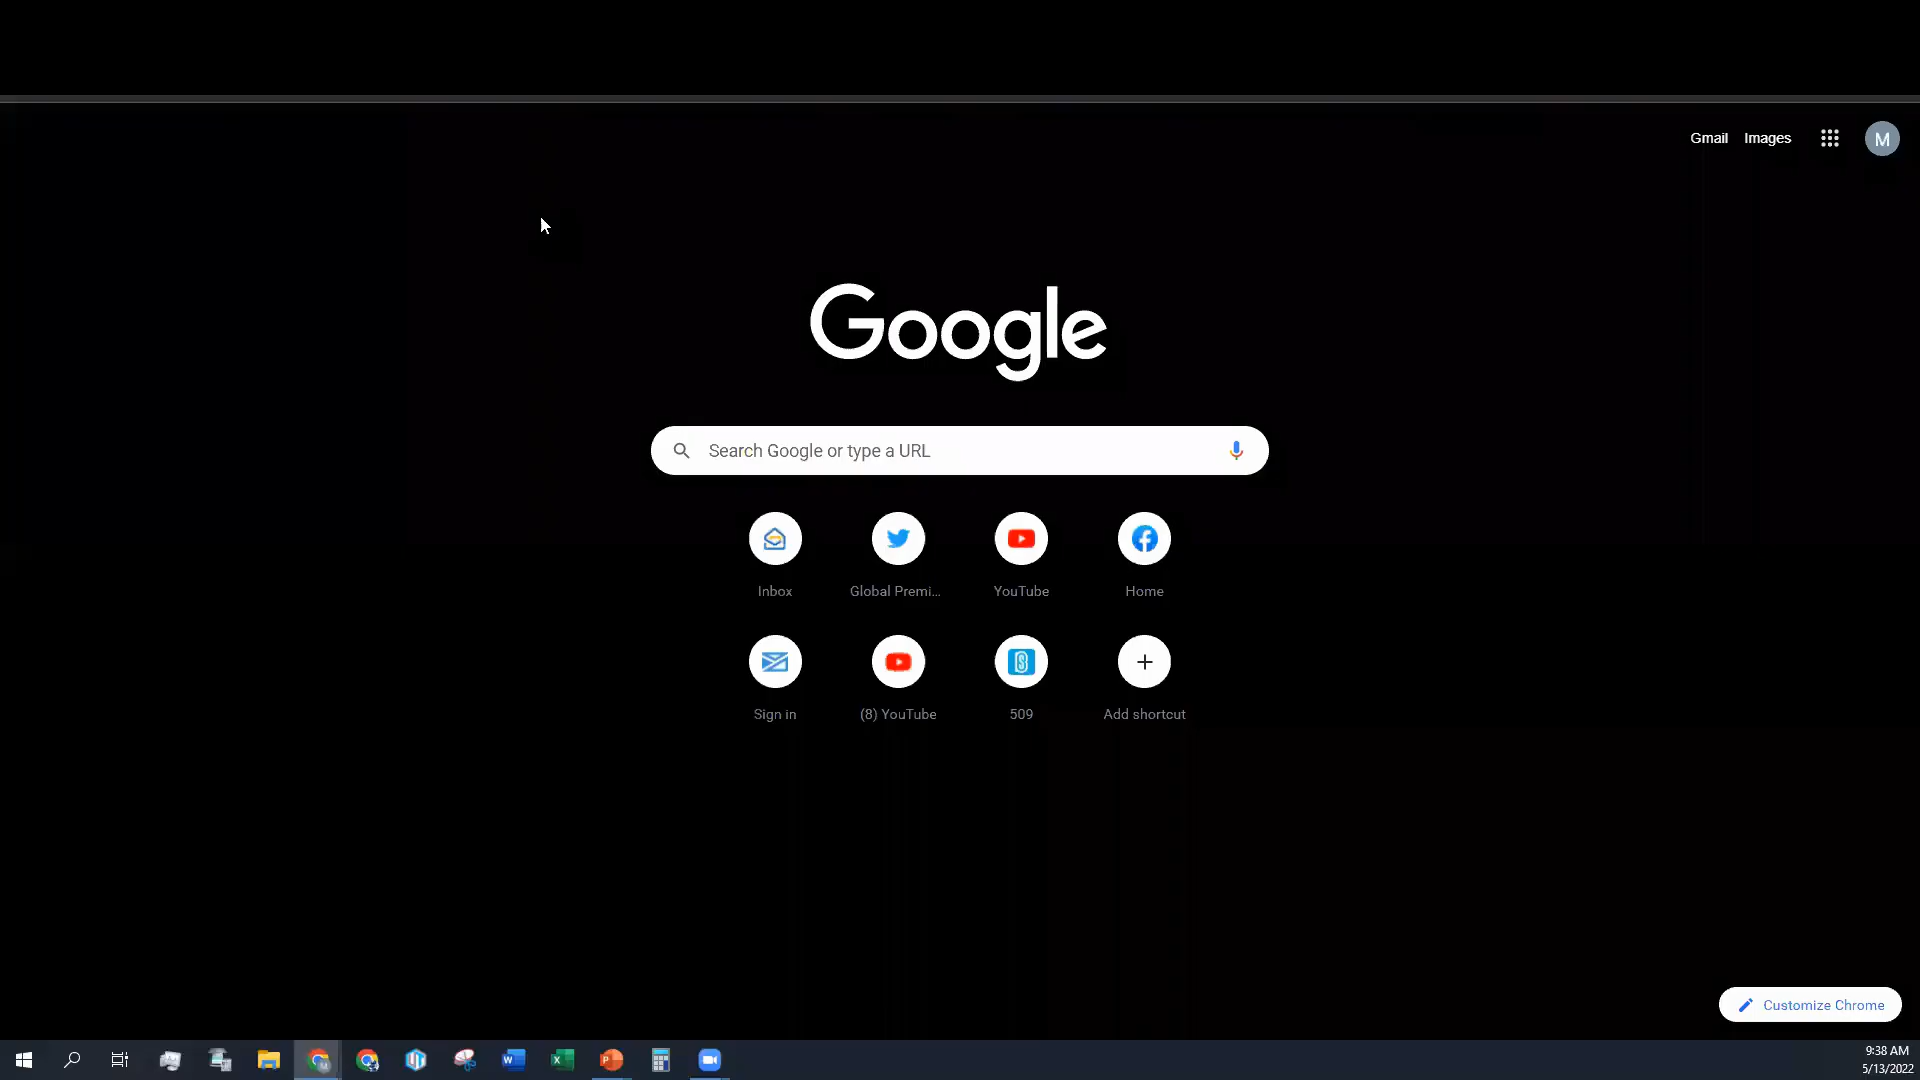 Gmail Images
M
Google
Search Google or type a URL
Inbox
Global Premi...
YouTube
Home
Sign in
(8) YouTube
509
Add shortcut
Customize Chrome
9:38 AM
5/13/2022